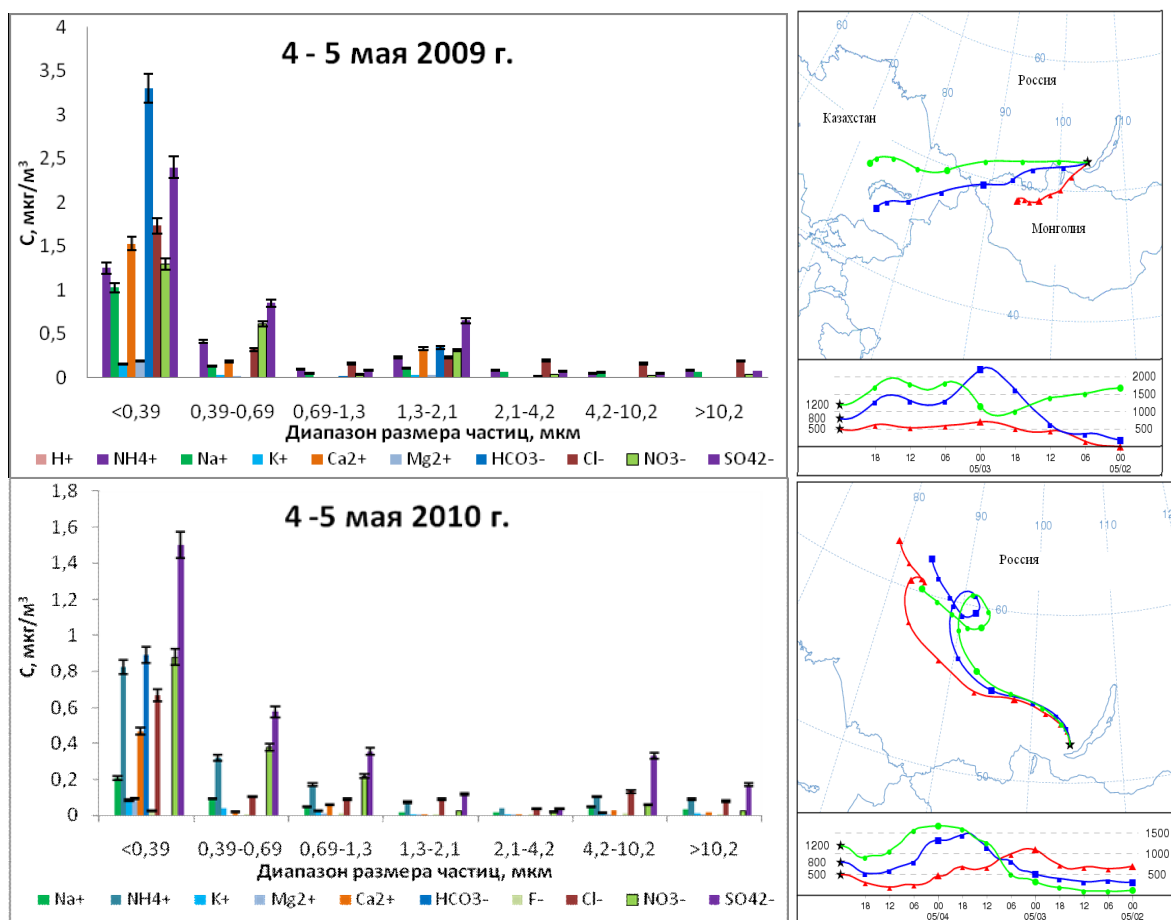 4 - 5 мая 2009 г.
С, мкг/м³
4
3,5
3
2,5
2
1,5
1
0,5
0
<0,39 0,39-0,69 0,69-1,3 1,3-2,1 2,1-4,2 4,2-10,2 >10,2
Диапазон размера частиц, мкм
H+ NH4+ Na+ K+ Ca2+ Mg2+ HCO3- Cl- NO3- SO42-
60
60
60
Россия
80
Казахстан
70
90
100
110
50
Монголия
40
40
2000
1200 1500
800 1000
500 500
18 12 06 00 18 12 06 00
05/03 05/02
4 -5 мая 2010 г.
С, мкг/м³
1,8
1,6
1,4
1,2
1
0,8
0,6
0,4
0,2
0
<0,39 0,39-0,69 0,69-1,3 1,3-2,1 2,1-4,2 4,2-10,2 >10,2
Диапазон размера частиц, мкм
Na+ NH4+ K+ Mg2+ Ca2+ HCO3- F- Cl- NO3- SO42-
80 90 100 110 12
Россия
60
50
1200 1500
800 1000
500 500
18 12 06 00 18 12 06 00 18 12 06 00
05/04 05/02